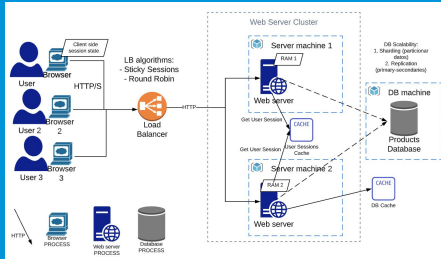 Web Server Cluster
Client side
session state
Server machine 1
RAM 1
DB Scalability:
1. Sharding (particionar
datos)
2. Replication
(primary-secondaries)
LB algorithms:
- Sticky Sessions
- Round Robin
Browser
User
HTTP/S
Web server
DB machine
Get User Session
HTTP
CACHE
User Sessions
Cache
Products
Database
User 2
Browser
2
Load
Balancer
Get User Session
User 3
Browser
3
Server machine 2
RAM 2
CACHE
DB Cache
Web server
HTTP
Browser
PROCESS
Web server
PROCESS
Database
PROCESS